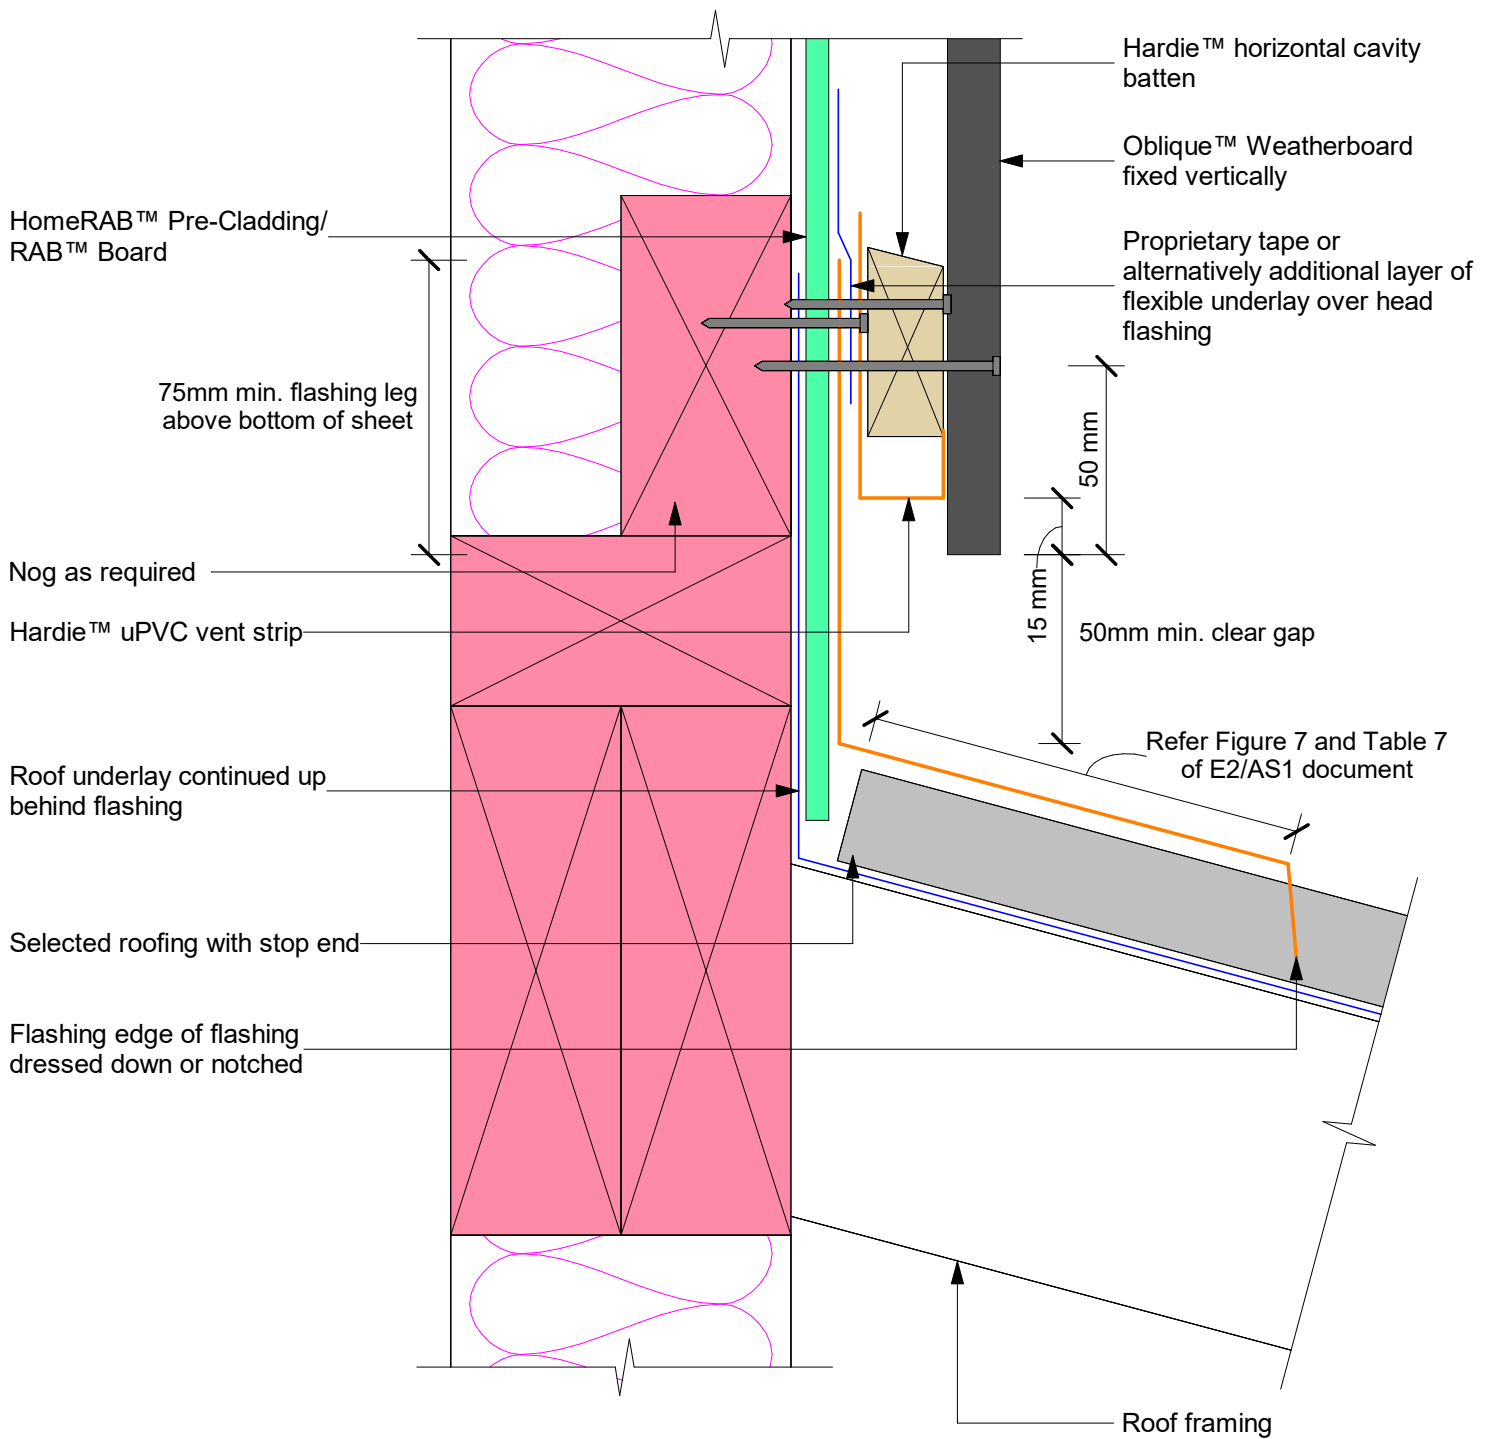 Hardie™ horizontal cavity
batten
Oblique™ Weatherboard
fixed vertically
HomeRAB™ Pre-Cladding/
RAB™ Board
Proprietary tape or
alternatively additional layer of
flexible underlay over head
flashing
75mm min. flashing leg
above bottom of sheet
50 mm
Nog as required
15 mm
Hardie™ uPVC vent strip
50mm min. clear gap
Refer Figure 7 and Table 7
of E2/AS1 document
Roof underlay continued up
behind flashing
Selected roofing with stop end
Flashing edge of flashing
dressed down or notched
Roof framing